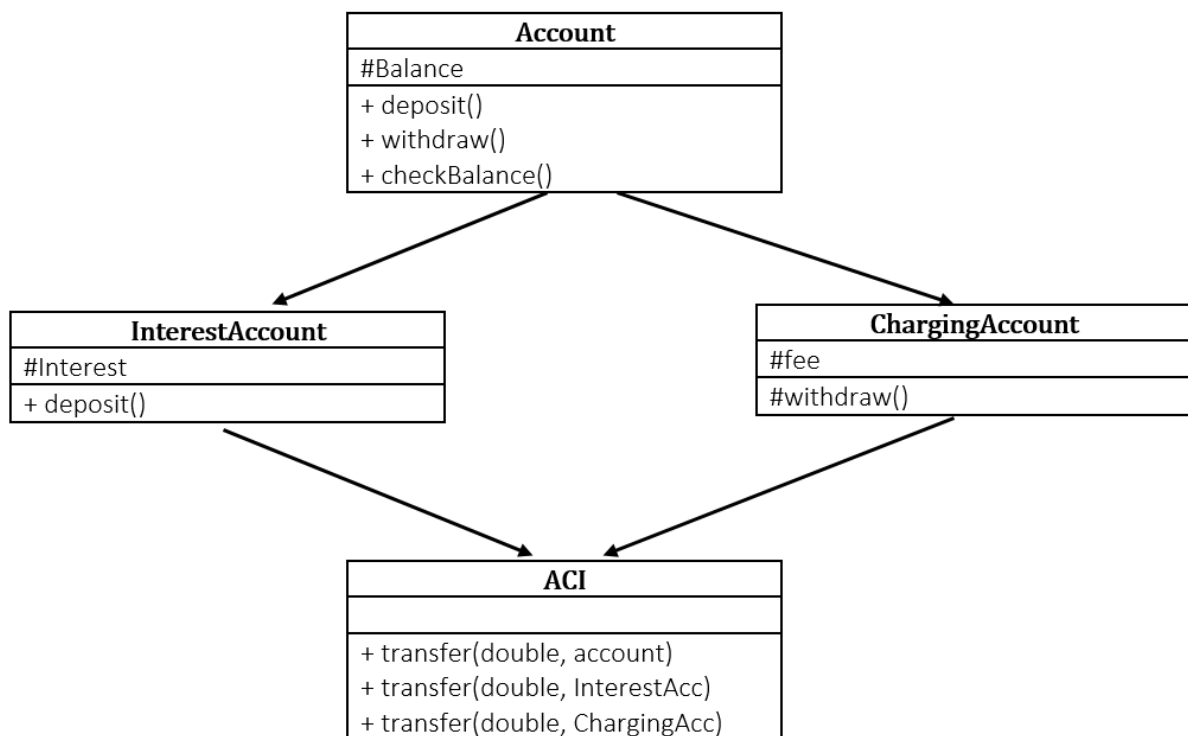 Account
#Balance
+ deposit()
+ withdraw()
+ checkBalance()
InterestAccount
#Interest
+ deposit()
ChargingAccount
#fee
#withdraw()
ACI
+ transfer(double, account)
+ transfer(double, InterestAcc)
+ transfer(double, ChargingAcc)